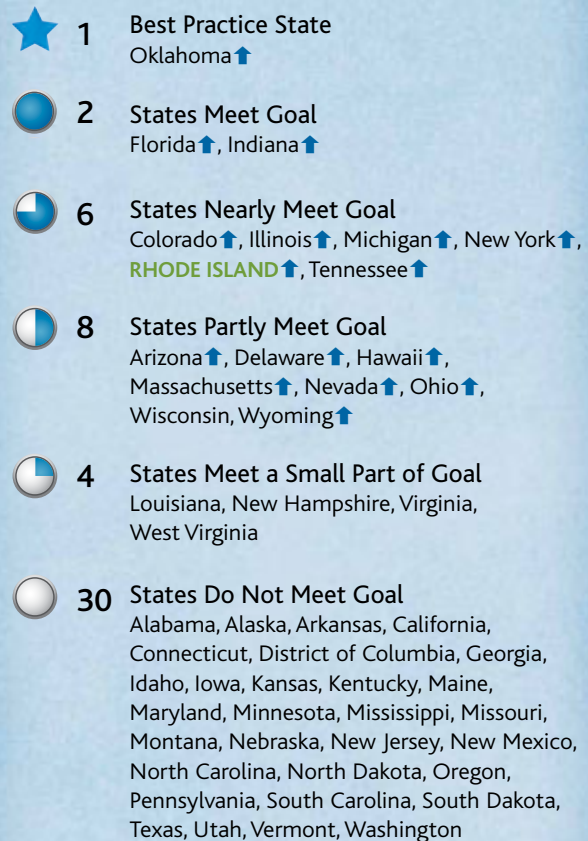 1 Best Practice State
Oklahoma⬆
2 States Meet Goal
Florida⬆, Indiana⬆
6 States Nearly Meet Goal
Colorado⬆, Illinois⬆, Michigan⬆, New York⬆,
RHODE ISLAND⬆, Tennessee⬆
8 States Partly Meet Goal
Arizona⬆, Delaware⬆, Hawaii⬆,
Massachusetts⬆, Nevada⬆, Ohio⬆,
Wisconsin, Wyoming⬆
4 States Meet a Small Part of Goal
Louisiana, New Hampshire, Virginia,
West Virginia
30 States Do Not Meet Goal
Alabama, Alaska, Arkansas, California,
Connecticut, District of Columbia, Georgia,
Idaho, Iowa, Kansas, Kentucky, Maine,
Maryland, Minnesota, Mississippi, Missouri,
Montana, Nebraska, New Jersey, New Mexico,
North Carolina, North Dakota, Oregon,
Pennsylvania, South Carolina, South Dakota,
Texas, Utah, Vermont, Washington